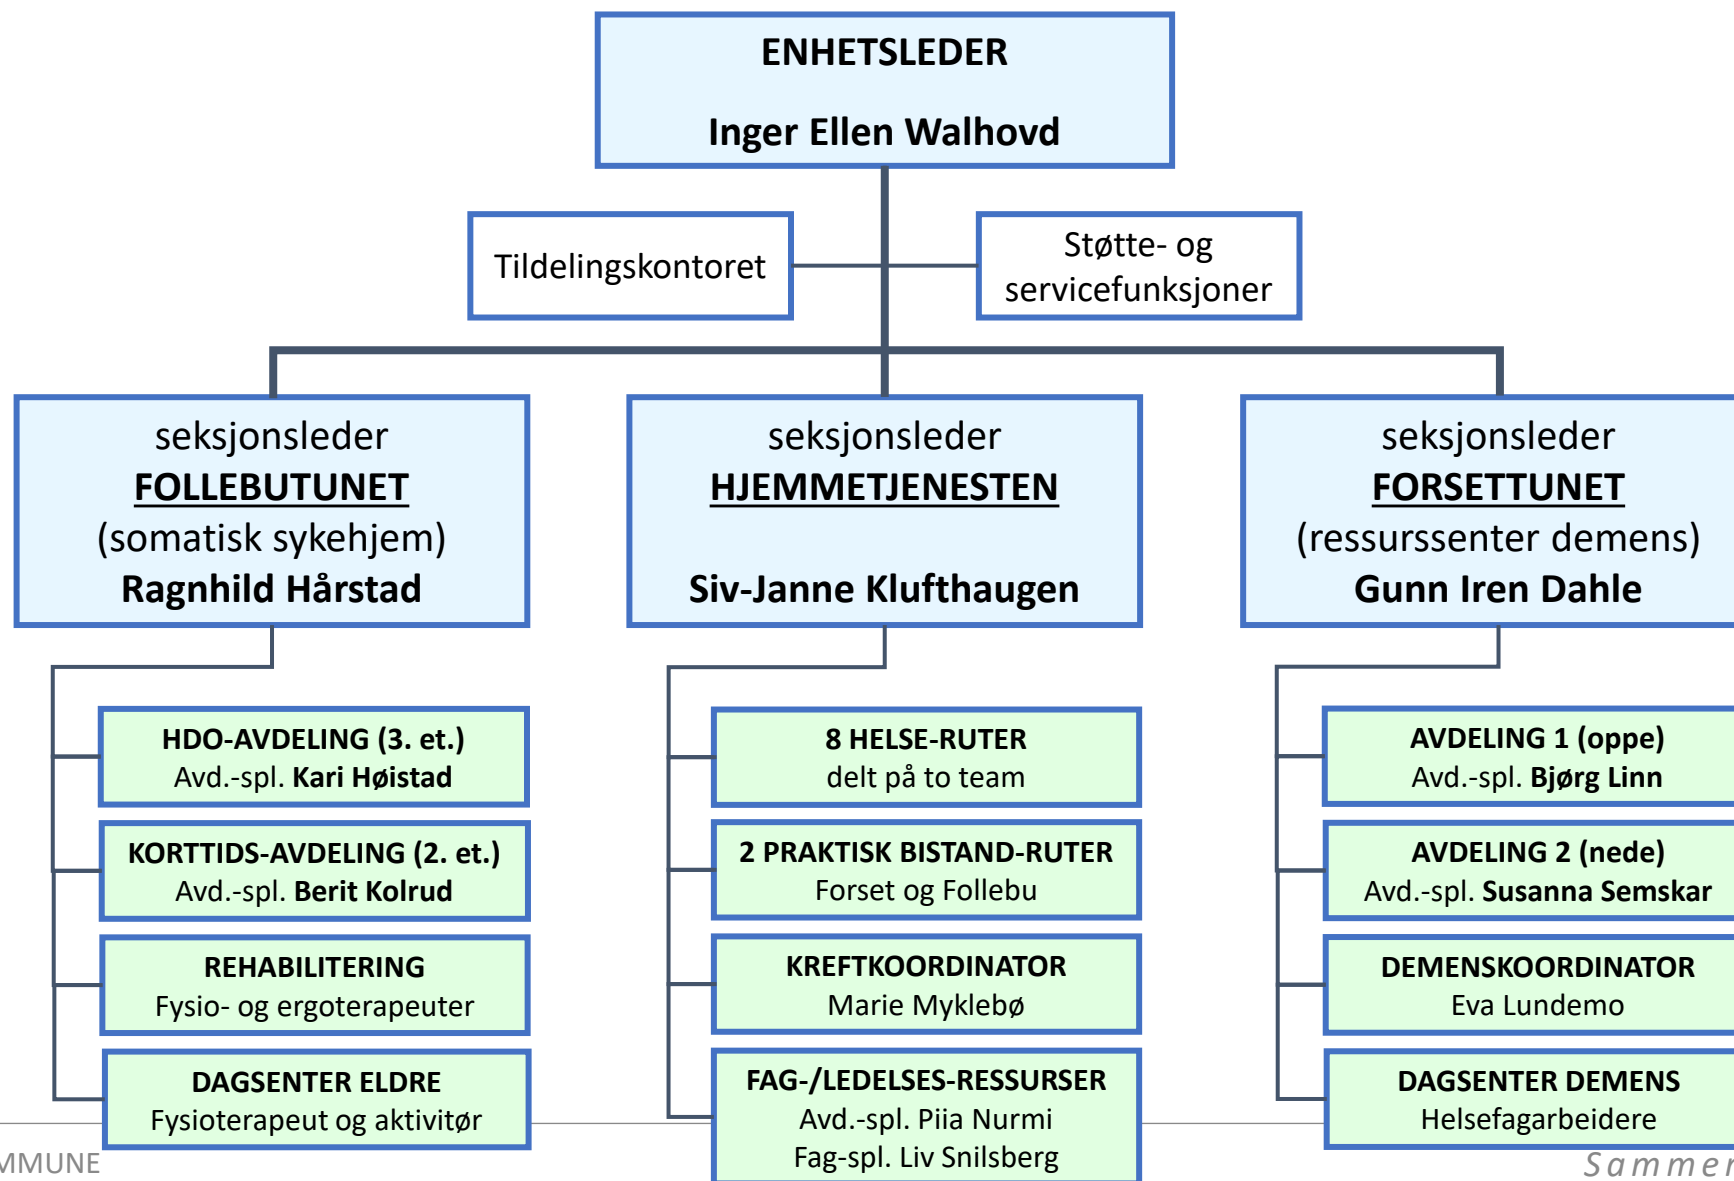 ENHETSLEDER
Inger Ellen Walhovd
Tildelingskontoret
Støtte- og
servicefunksjoner
seksjonsleder
FOLLEBUTUNET
(somatisk sykehjem)
Ragnhild Hårstad
seksjonsleder
HJEMMETJENESTEN
Siv-Janne Klufthaugen
seksjonsleder
FORSETTUNET
(ressurssenter demens)
Gunn Iren Dahle
HDO-AVDELING (3. et.)
Avd.-spl. Kari Høistad
KORTTIDS-AVDELING (2. et.)
Avd.-spl. Berit Kolrud
REHABILITERING
Fysio- og ergoterapeuter
DAGSENTER ELDRE
Fysioterapeut og aktivitør
8 HELSE-RUTER
delt på to team
2 PRAKTISK BISTAND-RUTER
Forset og Follebu
KREFTKOORDINATOR
Marie Myklebø
FAG-/LEDELSES-RESSURSER
Avd.-spl. Piia Nurmi
Fag-spl. Liv Snilsberg
AVDELING 1 (oppe)
Avd.-spl. Bjørg Linn
AVDELING 2 (nede)
Avd.-spl. Susanna Semskar
DEMENSKOORDINATOR
Eva Lundemo
DAGSENTER DEMENS
Helsefagarbeidere
MMUNE
Sammer